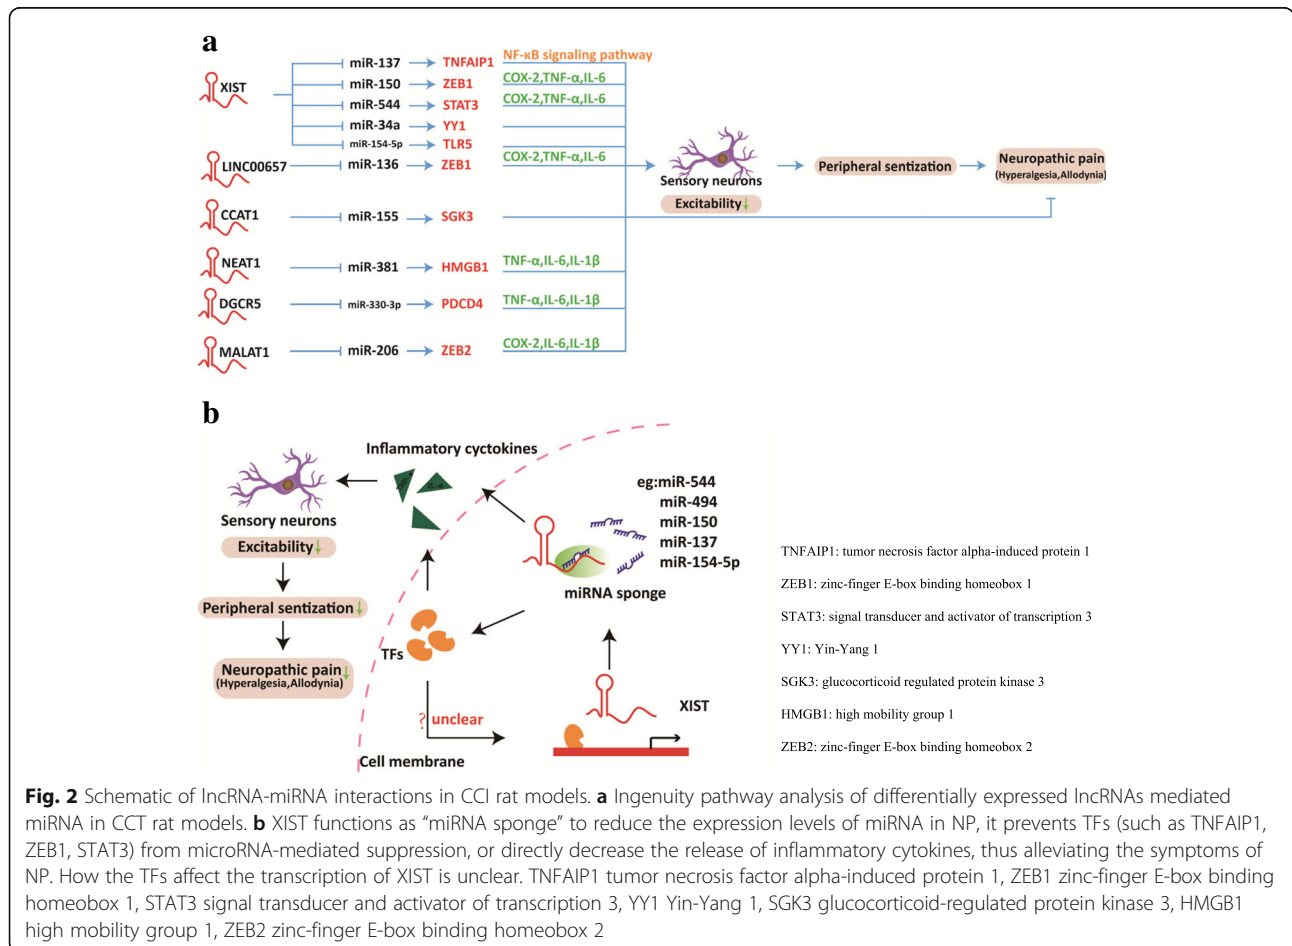 a
XIST
miR-137 TNFAIP1 NF-κB signaling pathway
miR-150 ZEB1 COX-2,TNF-α,IL-6
miR-544 STAT3 COX-2,TNF-α,IL-6
miR-34a YY1
miR-154-5p TLR5
LINC00657 miR-136 ZEB1 COX-2,TNF-α,IL-6
CCAT1 miR-155 SGK3
NEAT1 miR-381 HMGB1 TNF-α,IL-6,IL-1β
DGCR5 miR-330-3p PDCD4 TNF-α,IL-6,IL-1β
MALAT1 miR-206 ZEB2 COX-2,IL-6,IL-1β
Sensory neurons
Excitability↓
Peripheral sentization
Neuropathic pain
(Hyperalgesia,Allodynia)
b
Inflammatory cyctokines
IL-6
Sensory neurons
Excitability↓
Peripheral sentization↓
Neuropathic pain↓
(Hyperalgesia,Allodynia)
eg:miR-544
miR-494
miR-150
miR-137
miR-154-5p
miRNA sponge
TFs
? unclear
XIST
Cell membrane
TNFAIP1: tumor necrosis factor alpha-induced protein 1
ZEB1: zinc-finger E-box binding homeobox 1
STAT3: signal transducer and activator of transcription 3
YY1: Yin-Yang 1
SGK3: glucocorticoid regulated protein kinase 3
HMGB1: high mobility group 1
ZEB2: zinc-finger E-box binding homeobox 2
Fig. 2 Schematic of lncRNA-miRNA interactions in CCI rat models. a Ingenuity pathway analysis of differentially expressed lncRNAs mediated
miRNA in CCT rat models. b XIST functions as “miRNA sponge” to reduce the expression levels of miRNA in NP, it prevents TFs (such as TNFAIP1,
ZEB1, STAT3) from microRNA-mediated suppression, or directly decrease the release of inflammatory cytokines, thus alleviating the symptoms of
NP. How the TFs affect the transcription of XIST is unclear. TNFAIP1 tumor necrosis factor alpha-induced protein 1, ZEB1 zinc-finger E-box binding
homeobox 1, STAT3 signal transducer and activator of transcription 3, YY1 Yin-Yang 1, SGK3 glucocorticoid-regulated protein kinase 3, HMGB1
high mobility group 1, ZEB2 zinc-finger E-box binding homeobox 2